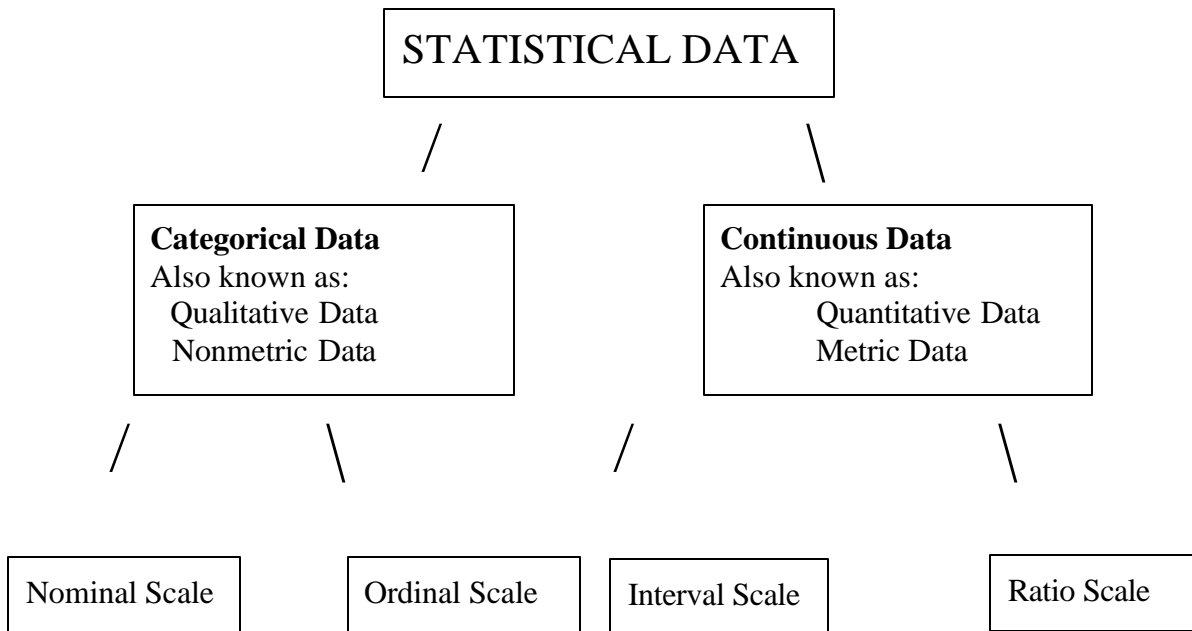 STATISTICAL DATA
Categorical Data
Also known as:
Qualitative Data
Nonmetric Data
Continuous Data
Also known as:
Quantitative Data
Metric Data
Nominal Scale
Ordinal Scale
Interval Scale
Ratio Scale